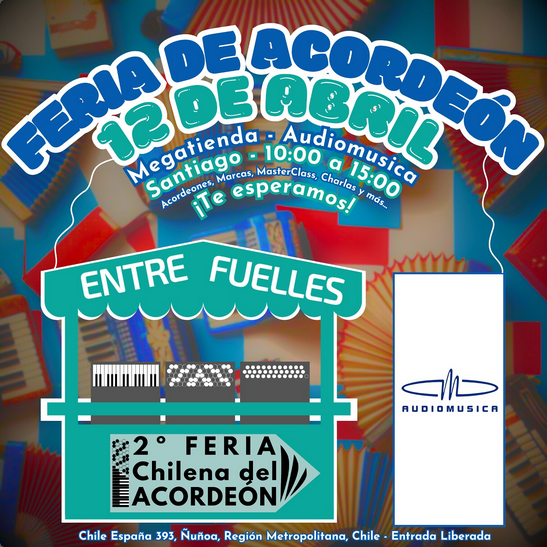 FERIA DE ACORDEÓN
12 DE ABRIL
Megatienda - Audiomusica
Santiago - 10:00 a 15:00
Acordeones, Marcas, MasterClass, Charlas y más...
¡Te esperamos!
ENTRE FUELLES
AUDIOMUSICA
2° FERIA
Chilena del
ACORDEÓN
Chile España 393, Ñuñoa, Región Metropolitana, Chile - Entrada Liberada